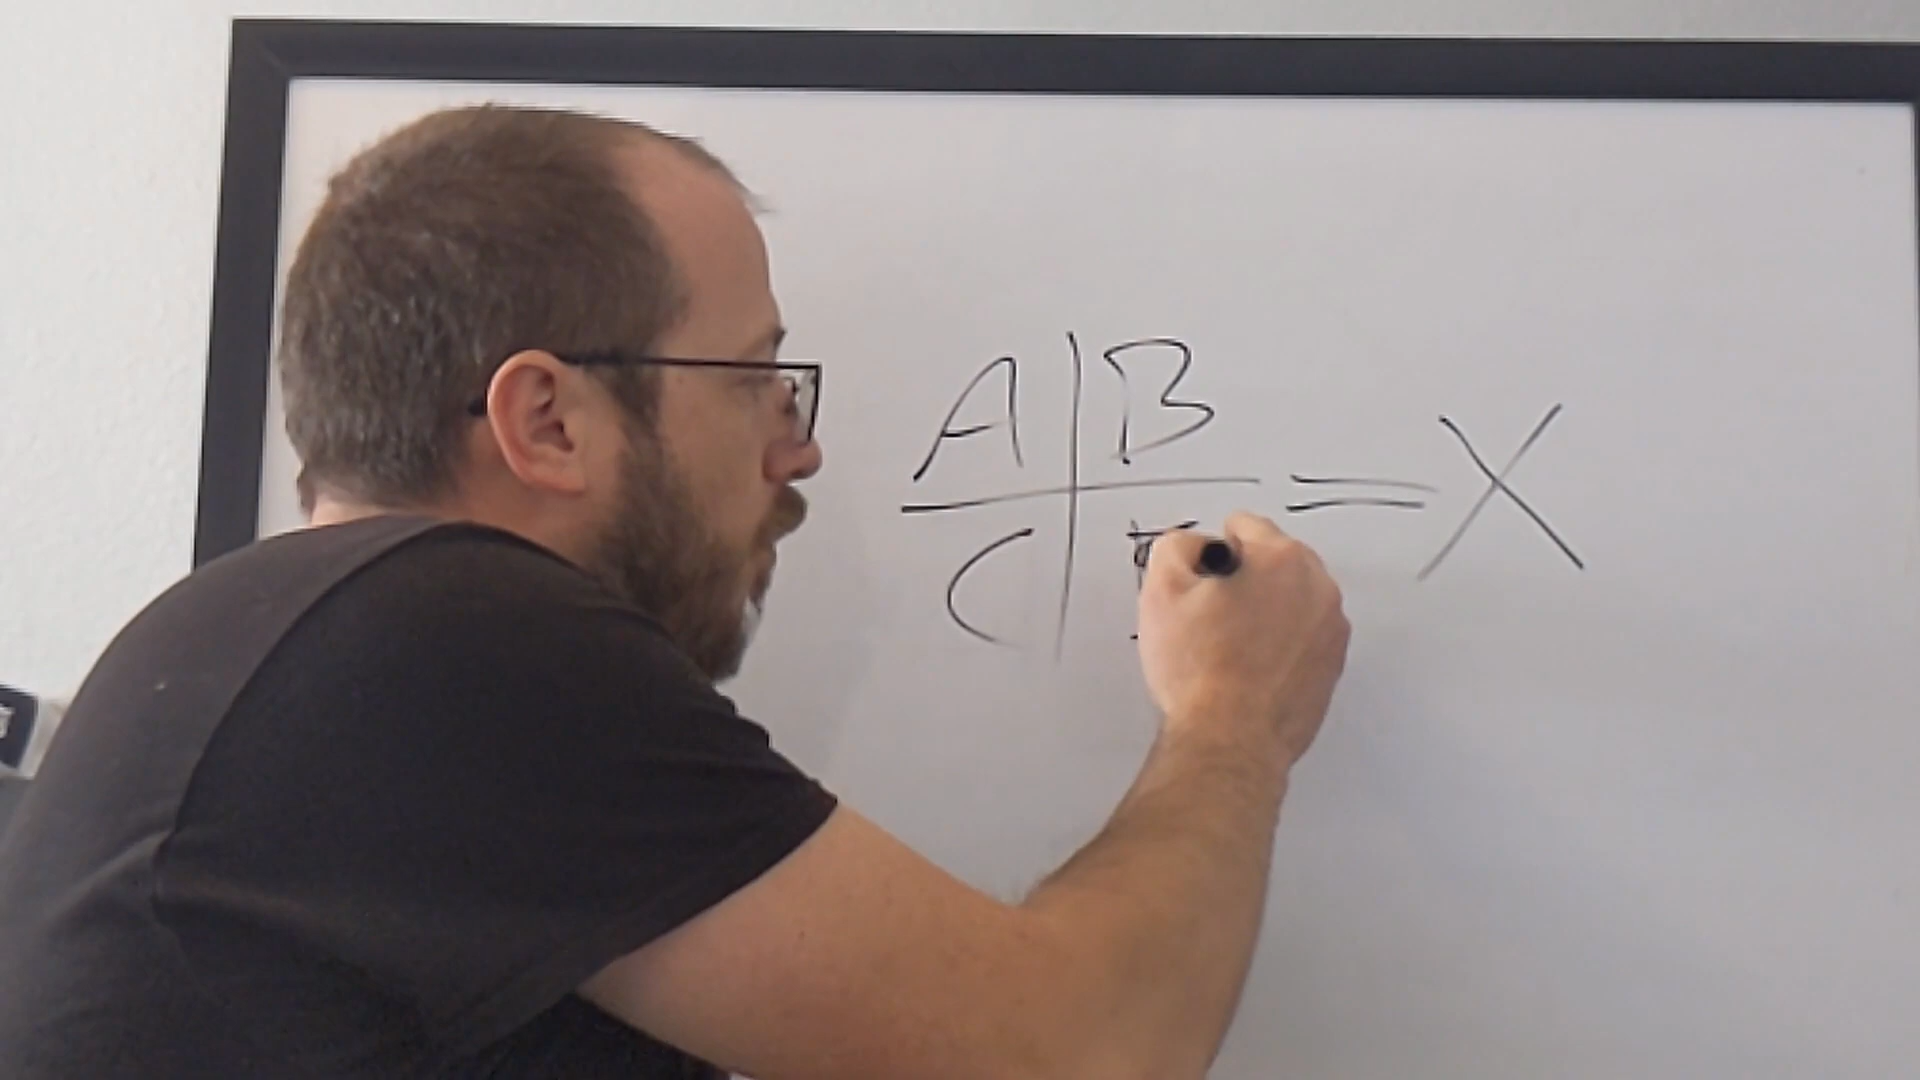 A | B
= X
C |